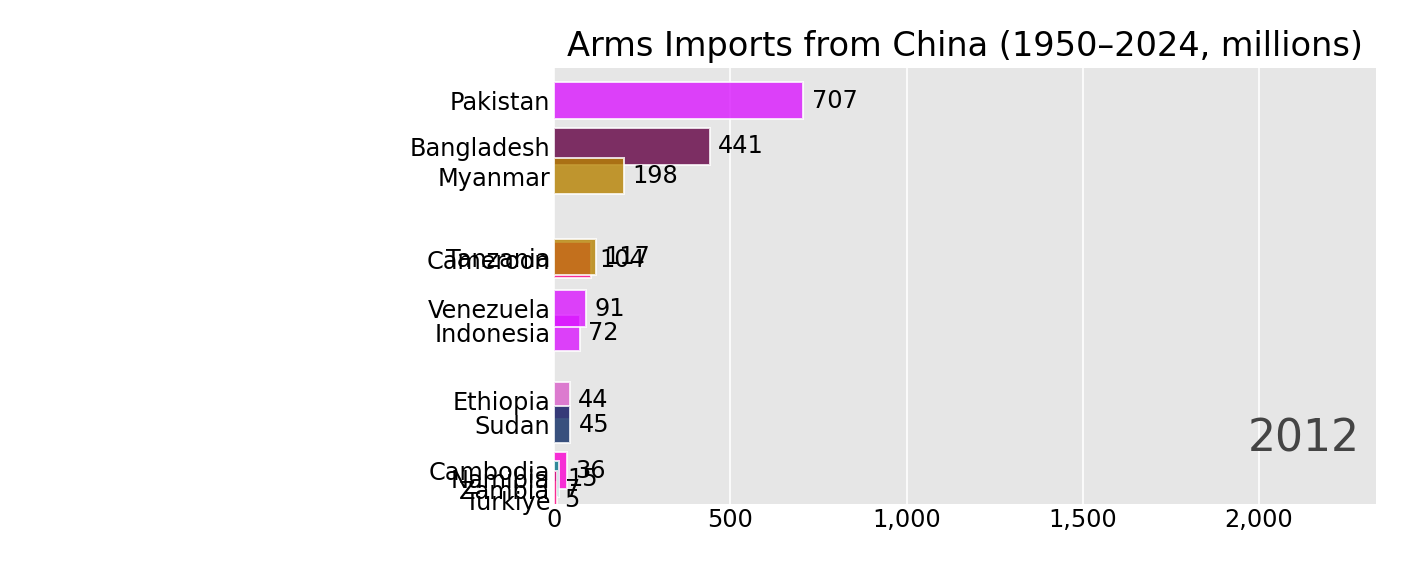 Arms Imports from China (1950–2024, millions)
Pakistan 707
Bangladesh 441
Myanmar 198
Tanzania 117
Cameroon 104
Venezuela 91
Indonesia 72
Ethiopia 44
Sudan 45
2012
Cambodia 36
Namibia 15
Zambia 7
Türkiye 5
0 500 1,000 1,500 2,000